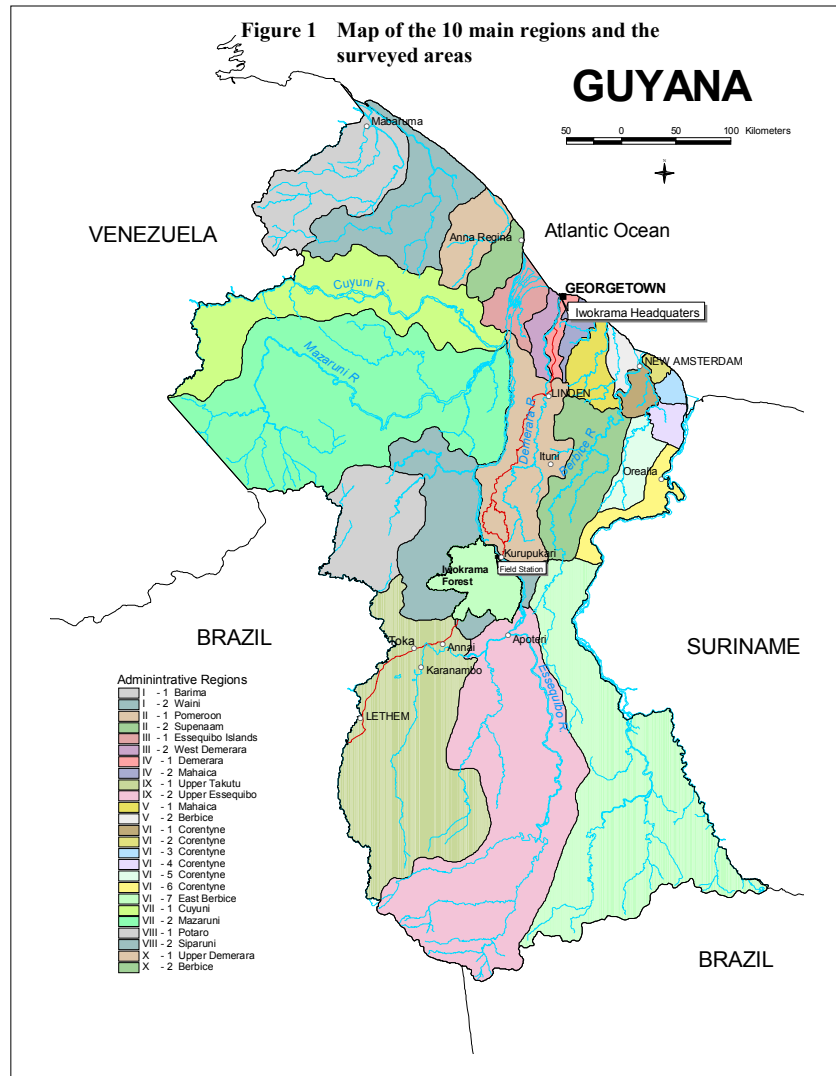 Figure 1 Map of the 10 main regions and the
surveyed areas
GUYANA
50 0 50 100 Kilometers
N
Mabaruma
VENEZUELA
Anna Regina
Atlantic Ocean
Cuyuni R.
GEORGETOWN
Iwokrama Headquaters
Mazaruni R
NEW AMSTERDAM
LINDEN
Demerara R.
Berbice R.
Ituni
Orealla
Kurupukari
Field Station
Iwokrama
Forest
BRAZIL
SURINAME
Toka
Annai
Apoteri
Karanambo
Essequibo R.
LETHEM
Adminintrative Regions
I - 1 Barima
I - 2 Waini
II - 1 Pomeroon
II - 2 Supenaam
III - 1 Essequibo Islands
III - 2 West Demerara
IV - 1 Demerara
IV - 2 Mahaica
IX - 1 Upper Takutu
IX - 2 Upper Essequibo
V - 1 Mahaica
V - 2 Berbice
VI - 1 Corentyne
VI - 2 Corentyne
VI - 3 Corentyne
VI - 4 Corentyne
VI - 5 Corentyne
VI - 6 Corentyne
VI - 7 East Berbice
VII - 1 Cuyuni
VII - 2 Mazaruni
VIII - 1 Potaro
VIII - 2 Siparuni
X - 1 Upper Demerara
X - 2 Berbice
BRAZIL